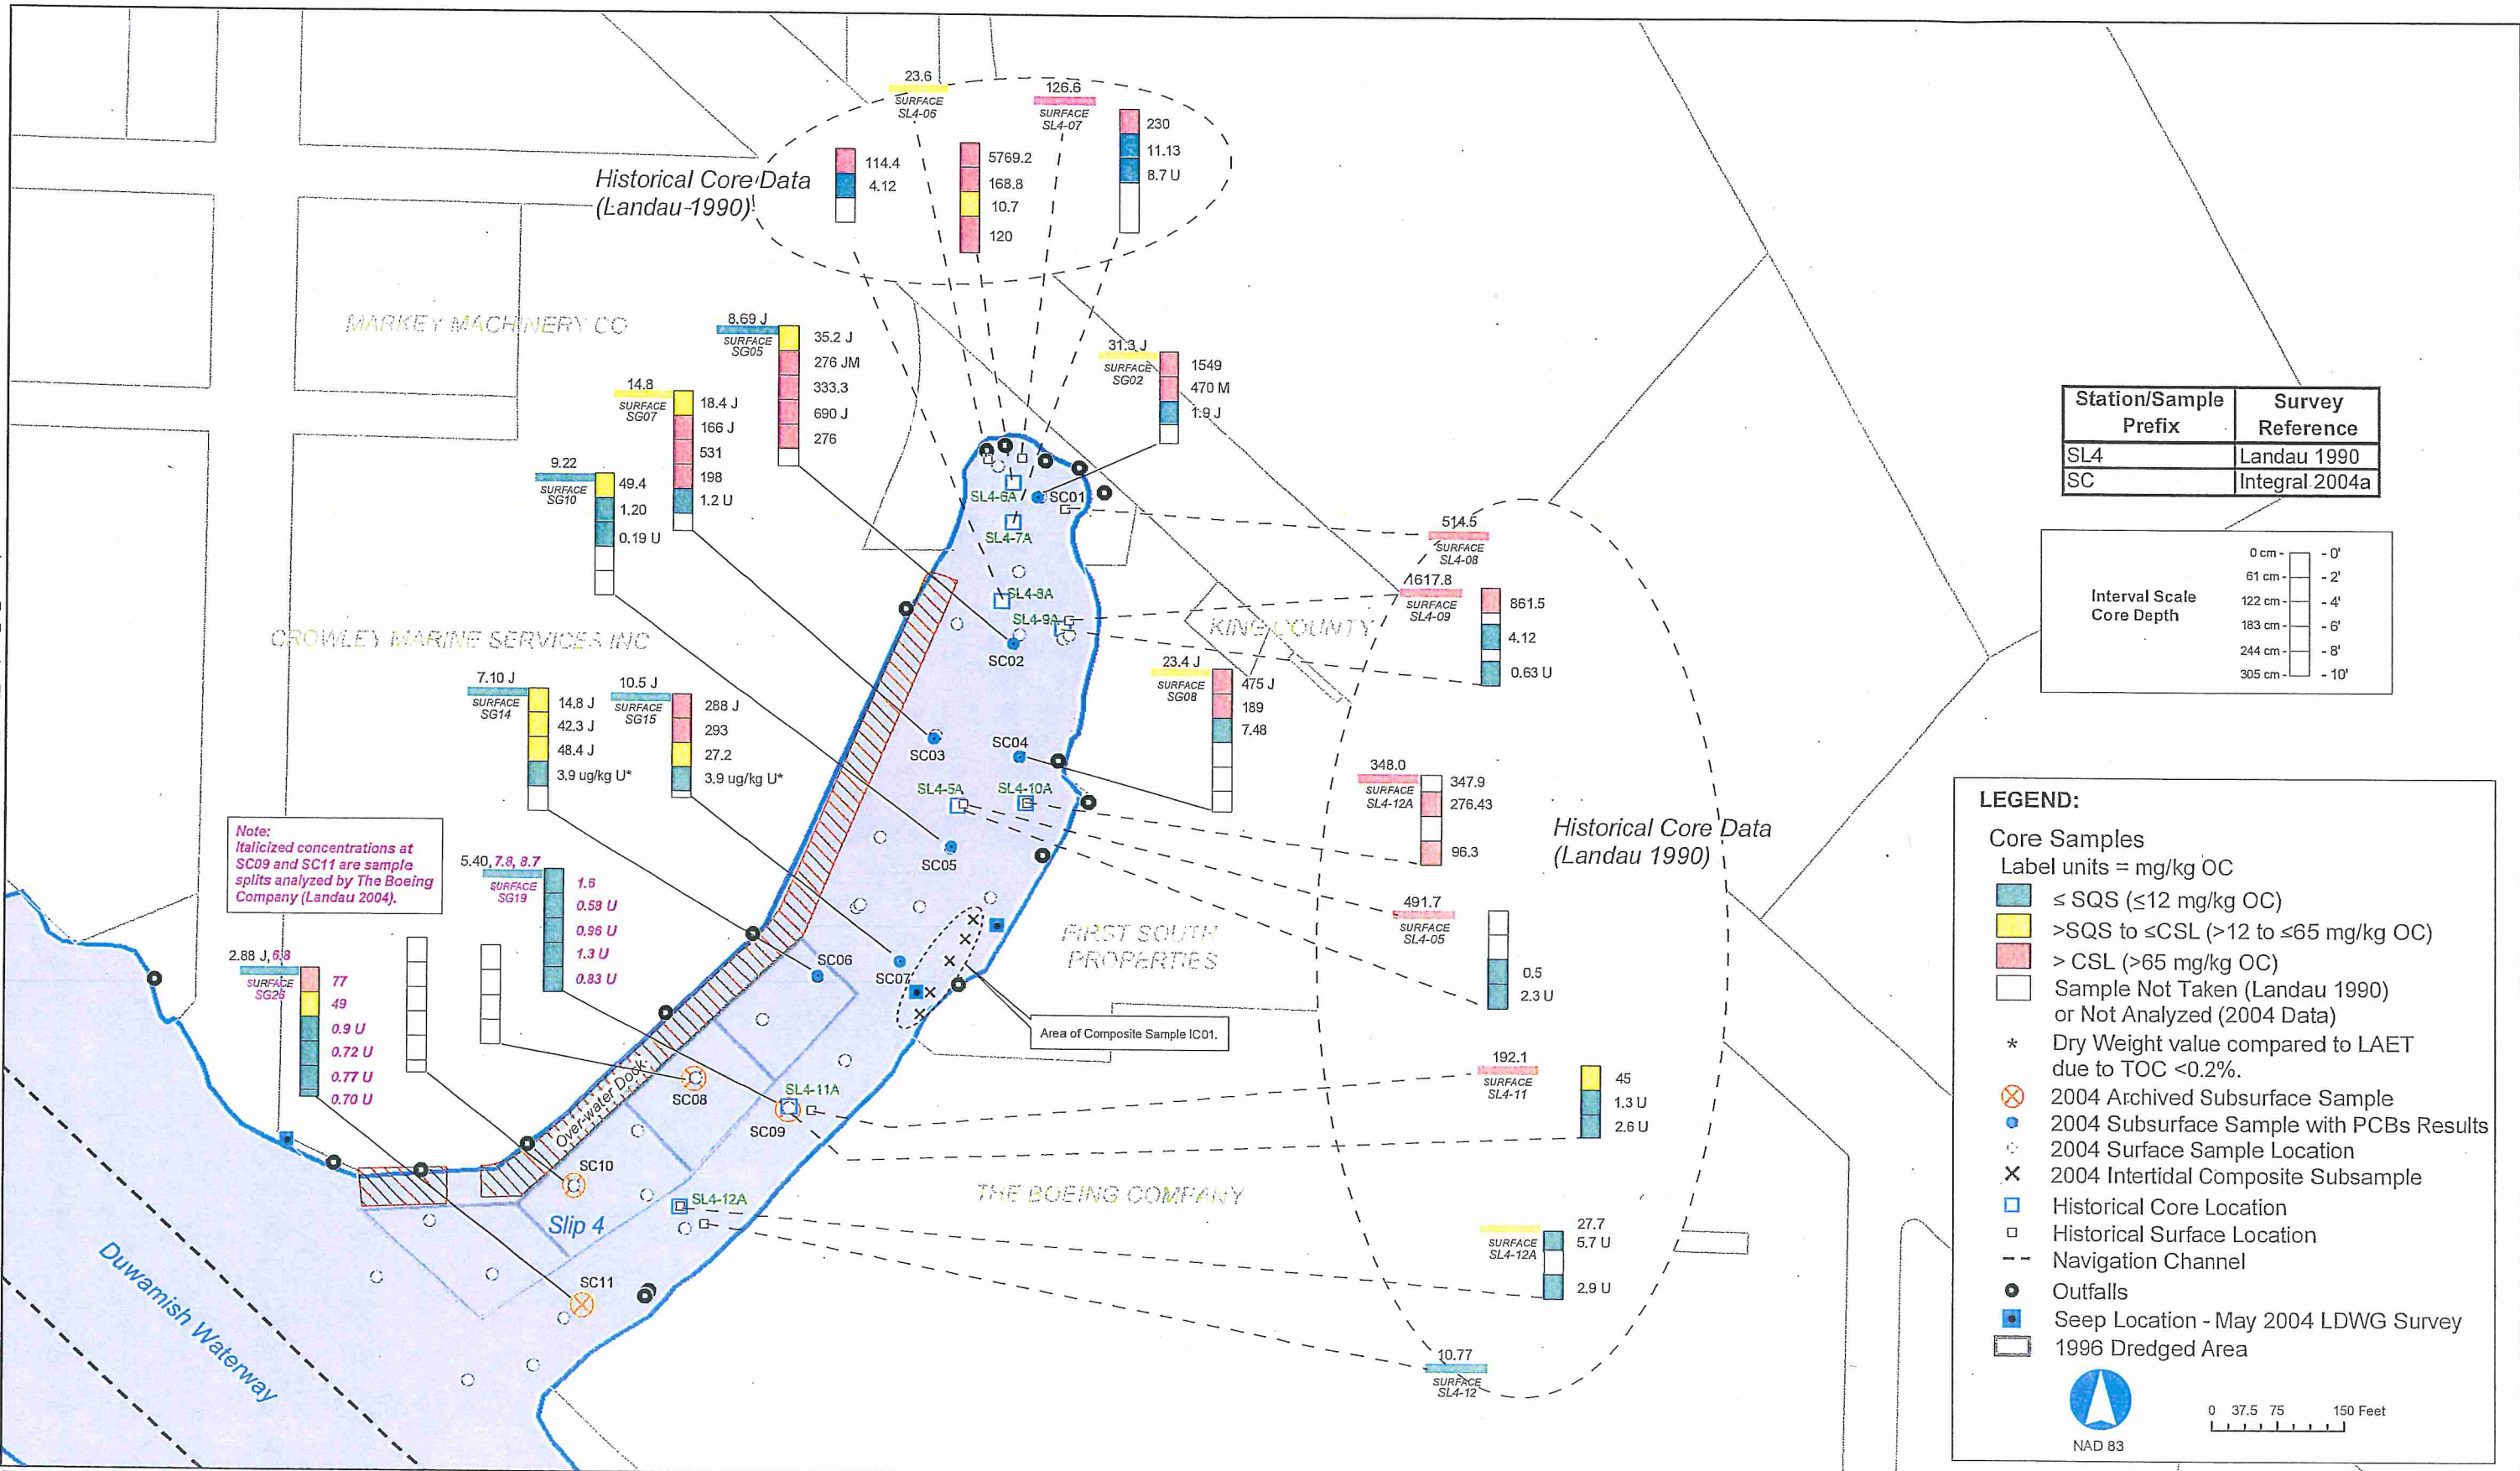 23.6
SURFACE
SL4-06
126.6
SURFACE
SL4-07
230
11.13
8.7 U
114.4
4.12
5769.2
168.8
10.7
120
Historical Core Data
(Landau 1990)
MARKEY MACHINERY CO
8.69 J
SURFACE
SG05
35.2 J
276 JM
333.3
690 J
276
31.3 J
SURFACE
SG02
1549
470 M
1.9 J
14.8
SURFACE
SG07
18.4 J
166 J
531
198
1.2 U
9.22
SURFACE
SG10
49.4
1.20
0.19 U
SL4-6A
SC01
SL4-7A
SL4-8A
SL4-9A
SC02
514.5
SURFACE
SL4-08
1617.8
SURFACE
SL4-09
861.5
4.12
0.63 U
CROWLEY MARINE SERVICES INC
KING COUNTY
7.10 J
SURFACE
SG14
14.8 J
42.3 J
48.4 J
3.9 ug/kg U*
10.5 J
SURFACE
SG15
288 J
293
27.2
3.9 ug/kg U*
23.4 J
SURFACE
SG08
475 J
189
7.48
SC03
SC04
SL4-5A
SL4-10A
SC05
348.0
SURFACE
SL4-12A
347.9
276.43
96.3
Historical Core Data
(Landau 1990)
491.7
SURFACE
SL4-05
0.5
2.3 U
Note:
Italicized concentrations at
SC09 and SC11 are sample
splits analyzed by The Boeing
Company (Landau 2004).
5.40, 7.8, 8.7
SURFACE
SG19
1.6
0.58 U
0.96 U
1.3 U
0.83 U
2.88 J, 6.8
SURFACE
SG26
77
49
0.9 U
0.72 U
0.77 U
0.70 U
SC06
SC07
FIRST SOUTH
PROPERTIES
Area of Composite Sample IC01.
Over-water Dock
SC08
SL4-11A
SC09
192.1
SURFACE
SL4-11
45
1.3 U
2.6 U
SC10
SL4-12A
Slip 4
THE BOEING COMPANY
SC11
27.7
SURFACE
SL4-12A
5.7 U
2.9 U
10.77
SURFACE
SL4-12
Duwamish Waterway
Station/Sample Prefix
Survey Reference
SL4
Landau 1990
SC
Integral 2004a
Interval Scale
Core Depth
0 cm - - 0'
61 cm - - 2'
122 cm - - 4'
183 cm - - 6'
244 cm - - 8'
305 cm - - 10'
LEGEND:
Core Samples
Label units = mg/kg OC
≤ SQS (≤12 mg/kg OC)
>SQS to ≤CSL (>12 to ≤65 mg/kg OC)
> CSL (>65 mg/kg OC)
Sample Not Taken (Landau 1990)
or Not Analyzed (2004 Data)
* Dry Weight value compared to LAET
due to TOC <0.2%.
2004 Archived Subsurface Sample
2004 Subsurface Sample with PCBs Results
2004 Surface Sample Location
2004 Intertidal Composite Subsample
Historical Core Location
Historical Surface Location
Navigation Channel
Outfalls
Seep Location - May 2004 LDWG Survey
1996 Dredged Area
NAD 83
0 37.5 75 150 Feet